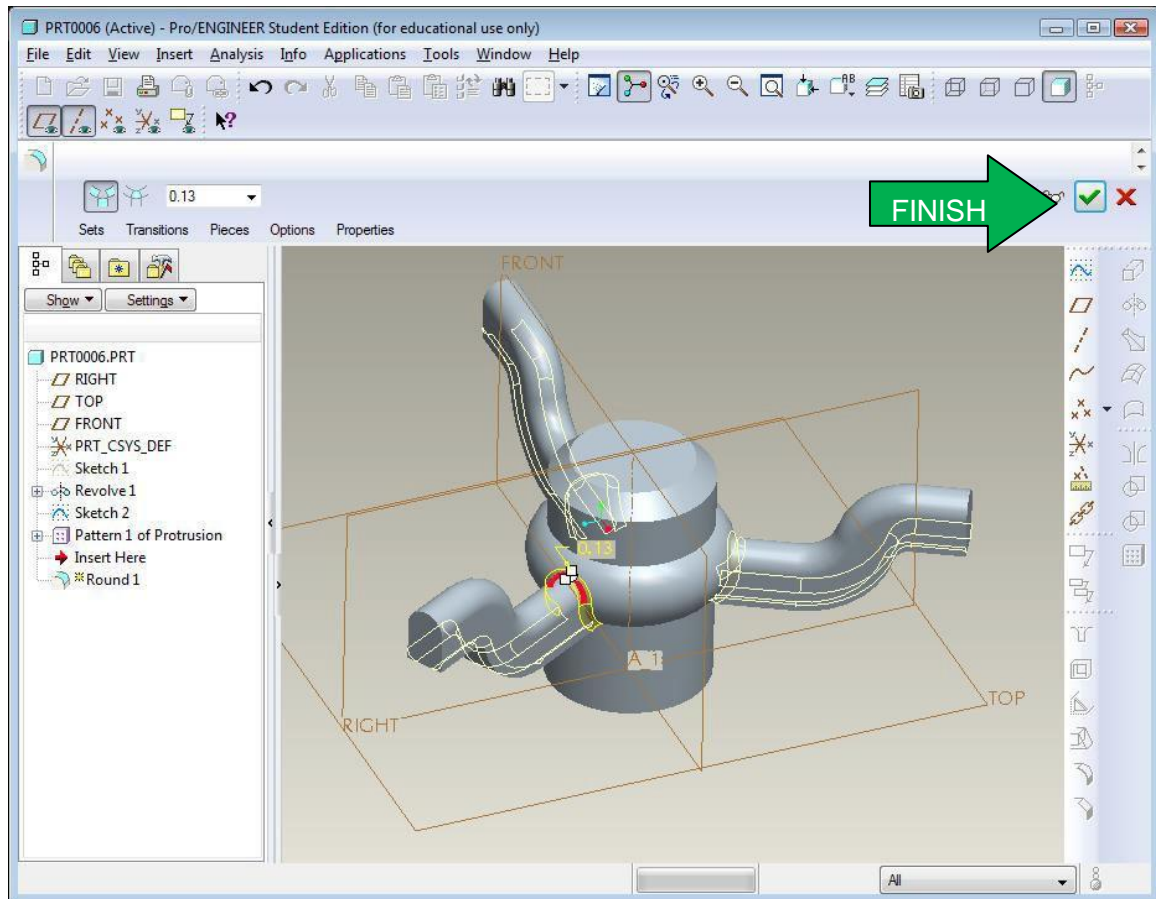 PRT0006 (Active) - Pro/ENGINEER Student Edition (for educational use only)
File Edit View Insert Analysis Info Applications Tools Window Help
0.13
FINISH
Sets Transitions Pieces Options Properties
Show Settings
PRT0006.PRT
RIGHT
TOP
FRONT
PRT_CSYS_DEF
Sketch 1
Revolve 1
Sketch 2
Pattern 1 of Protrusion
Insert Here
Round 1
FRONT
0.13
A_1
RIGHT
TOP
All